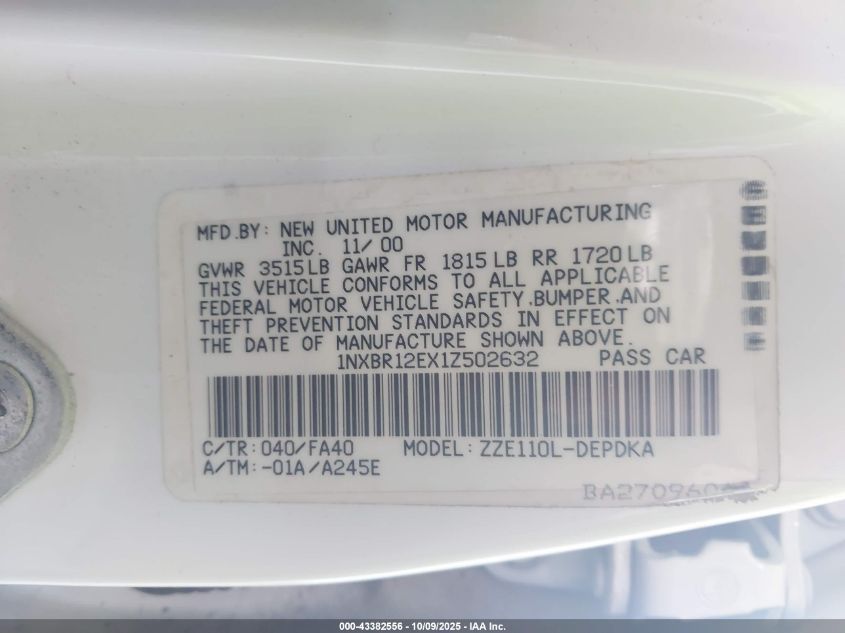 MFD.BY: NEW UNITED MOTOR MANUFACTURING
INC. 11/00
GVWR 3515LB GAWR FR 1815LB RR 1720LB
THIS VEHICLE CONFORMS TO ALL APPLICABLE
FEDERAL MOTOR VEHICLE SAFETY.BUMPER.AND
THEFT PREVENTION STANDARDS IN EFFECT ON
THE DATE OF MANUFACTURE SHOWN ABOVE.
1NXBR12EX1Z502632 PASS CAR
C/TR:040/FA40 MODEL:ZZE110L-DEPDKA
A/TM:-01A/A245E
000-43382556 - 10/09/2025 - IAA Inc.